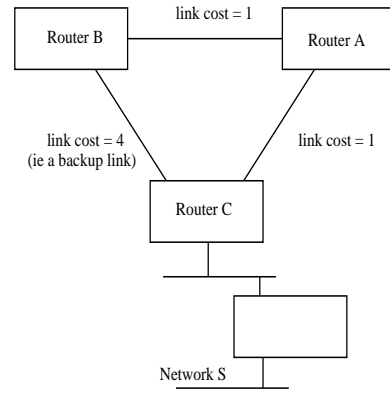 link cost = 1
Router B
Router A
link cost = 4
(ie a backup link)
link cost = 1
Router C
Network S